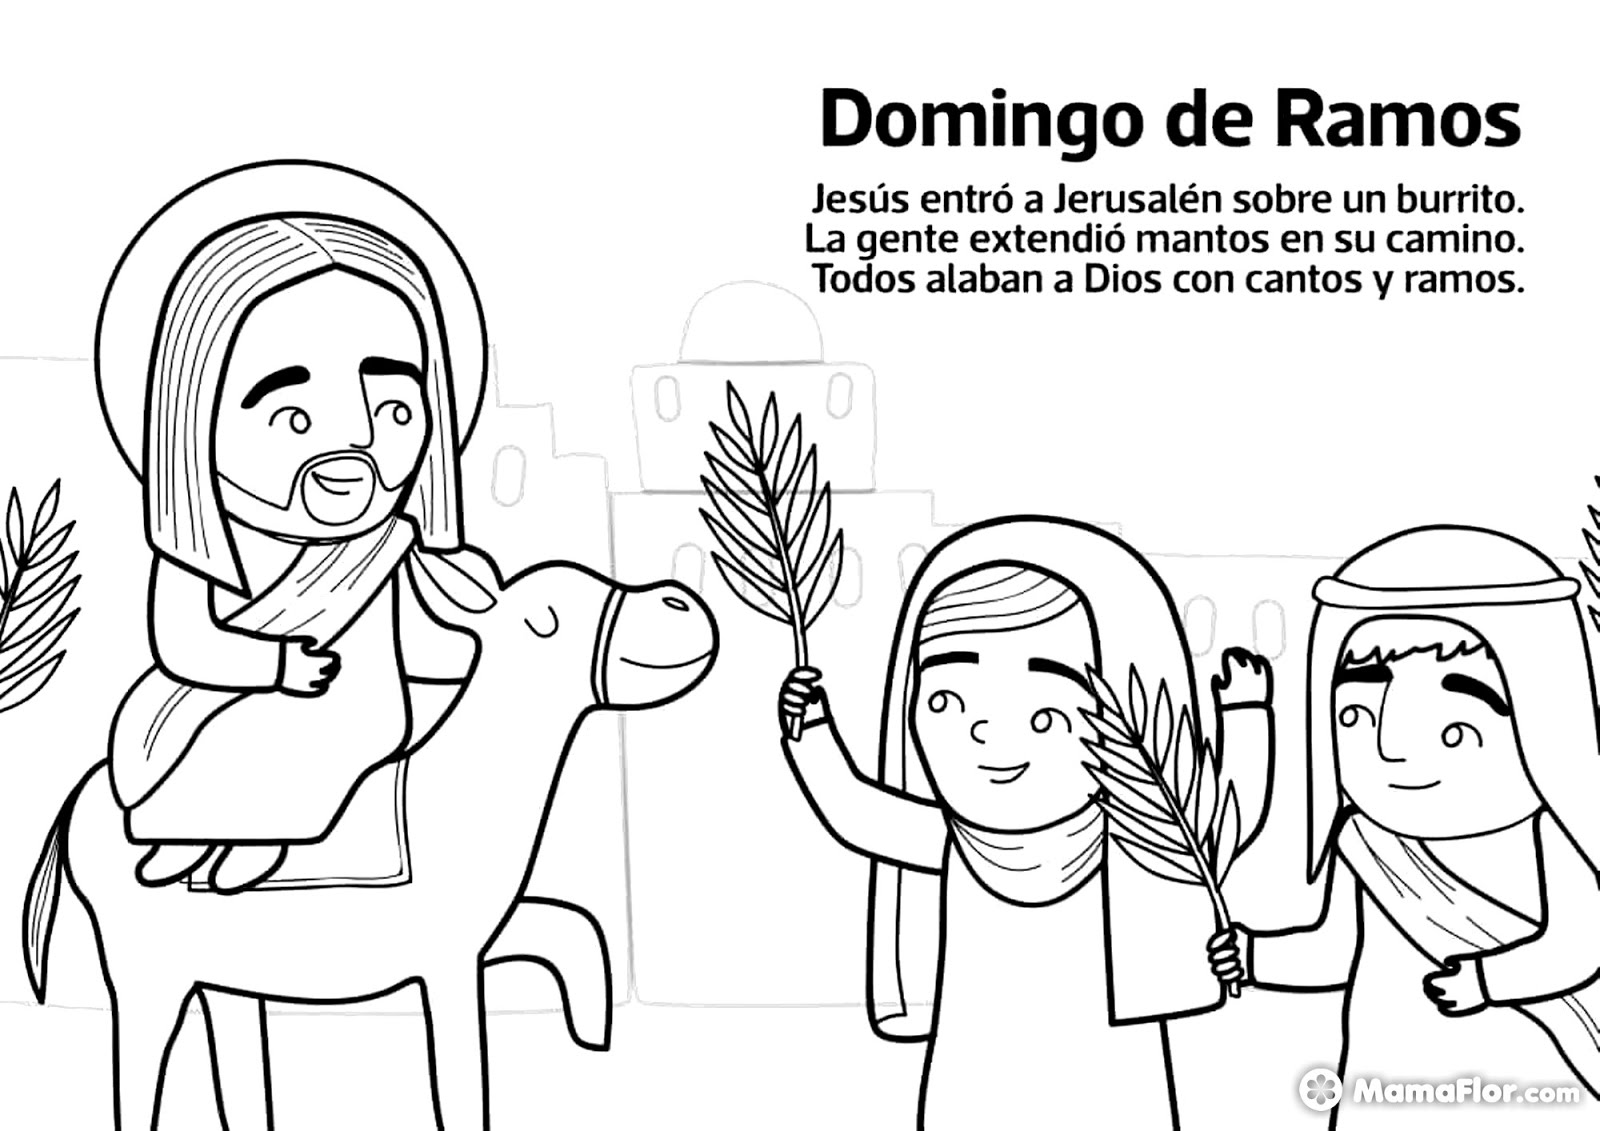 Domingo de Ramos
Jesús entró a Jerusalén sobre un burrito.
La gente extendió mantos en su camino.
Todos alaban a Dios con cantos y ramos.
MamaFlor.com